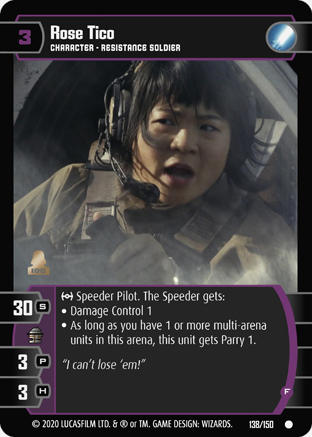 3
Rose Tico
CHARACTER - RESISTANCE SOLDIER
100
30 S
3 P
3 H
Speeder Pilot. The Speeder gets:
• Damage Control 1
• As long as you have 1 or more multi-arena
units in this arena, this unit gets Parry 1.
"I can't lose 'em!"
F
© 2020 LUCASFILM LTD. & ® or TM. GAME DESIGN: WIZARDS. 138/150